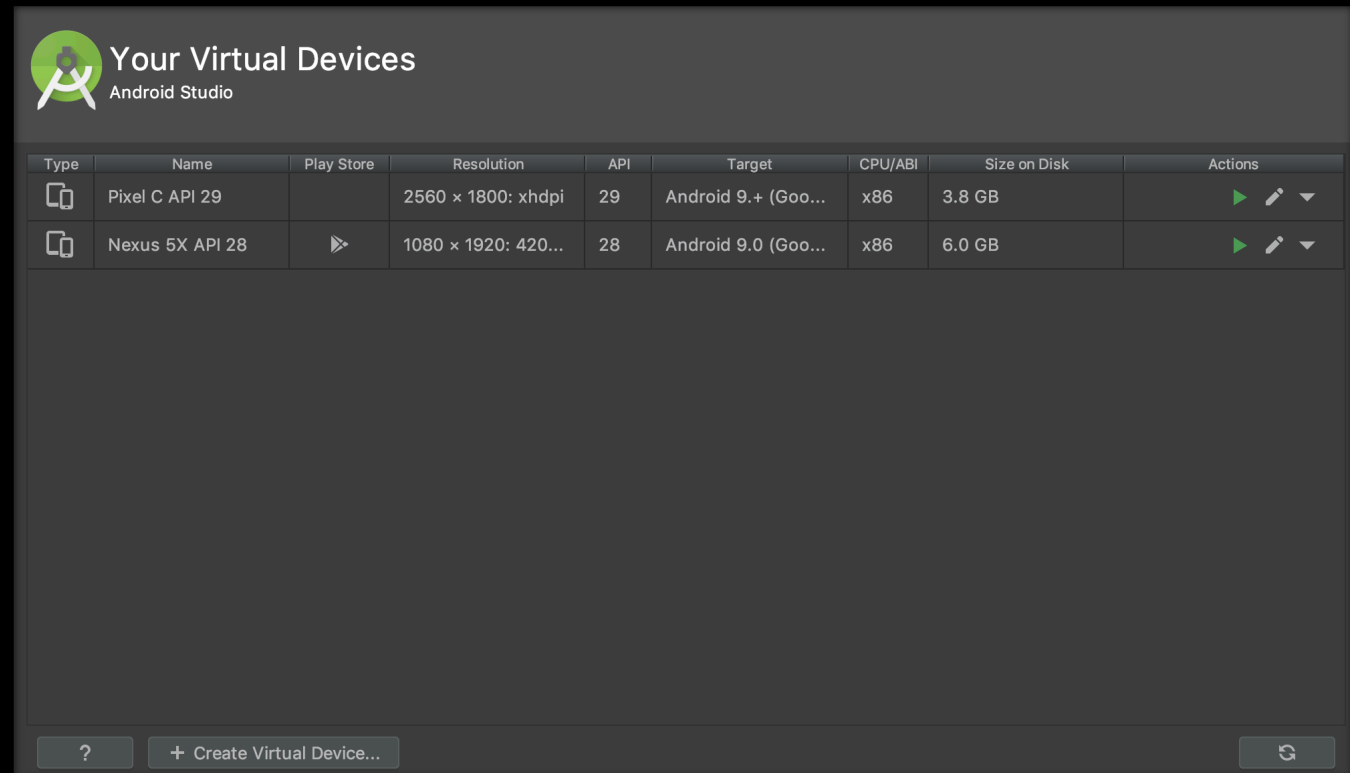 Your Virtual Devices
Android Studio
Type Name Play Store Resolution API Target CPU/ABI Size on Disk Actions
Pixel C API 29 2560 × 1800: xhdpi 29 Android 9.+ (Goo... x86 3.8 GB
Nexus 5X API 28 1080 × 1920: 420... 28 Android 9.0 (Goo... x86 6.0 GB
? + Create Virtual Device...